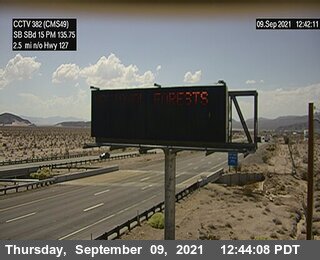 CCTV 382 (CMS49)
SB SBd 15 PM 135.75
2.5 mi n/o Hwy 127
09.Sep 2021 12:42:11
FORESTS
Thursday, September 09, 2021 12:44:08 PDT